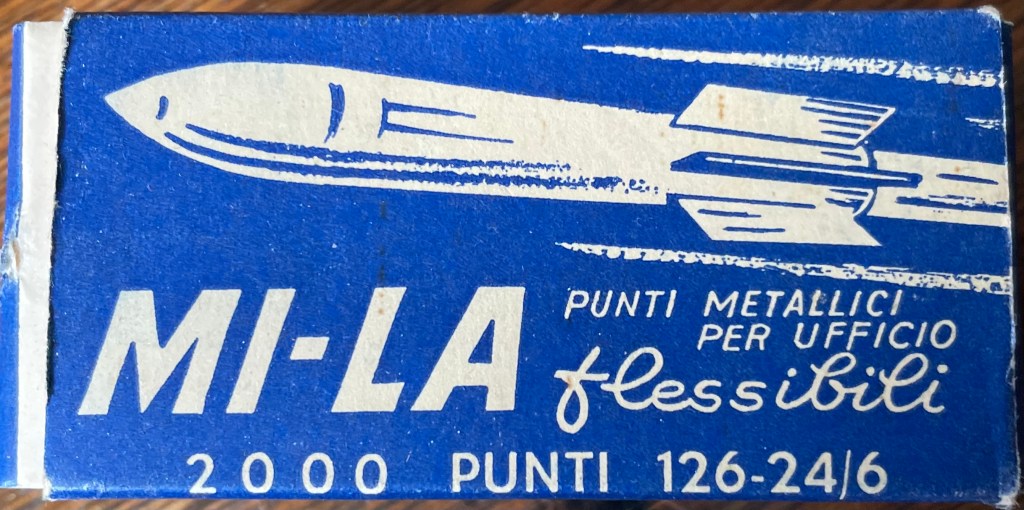 MI-LA
PUNTI METALLICI
PER UFFICIO
flessibili
2000 PUNTI 126-24/6